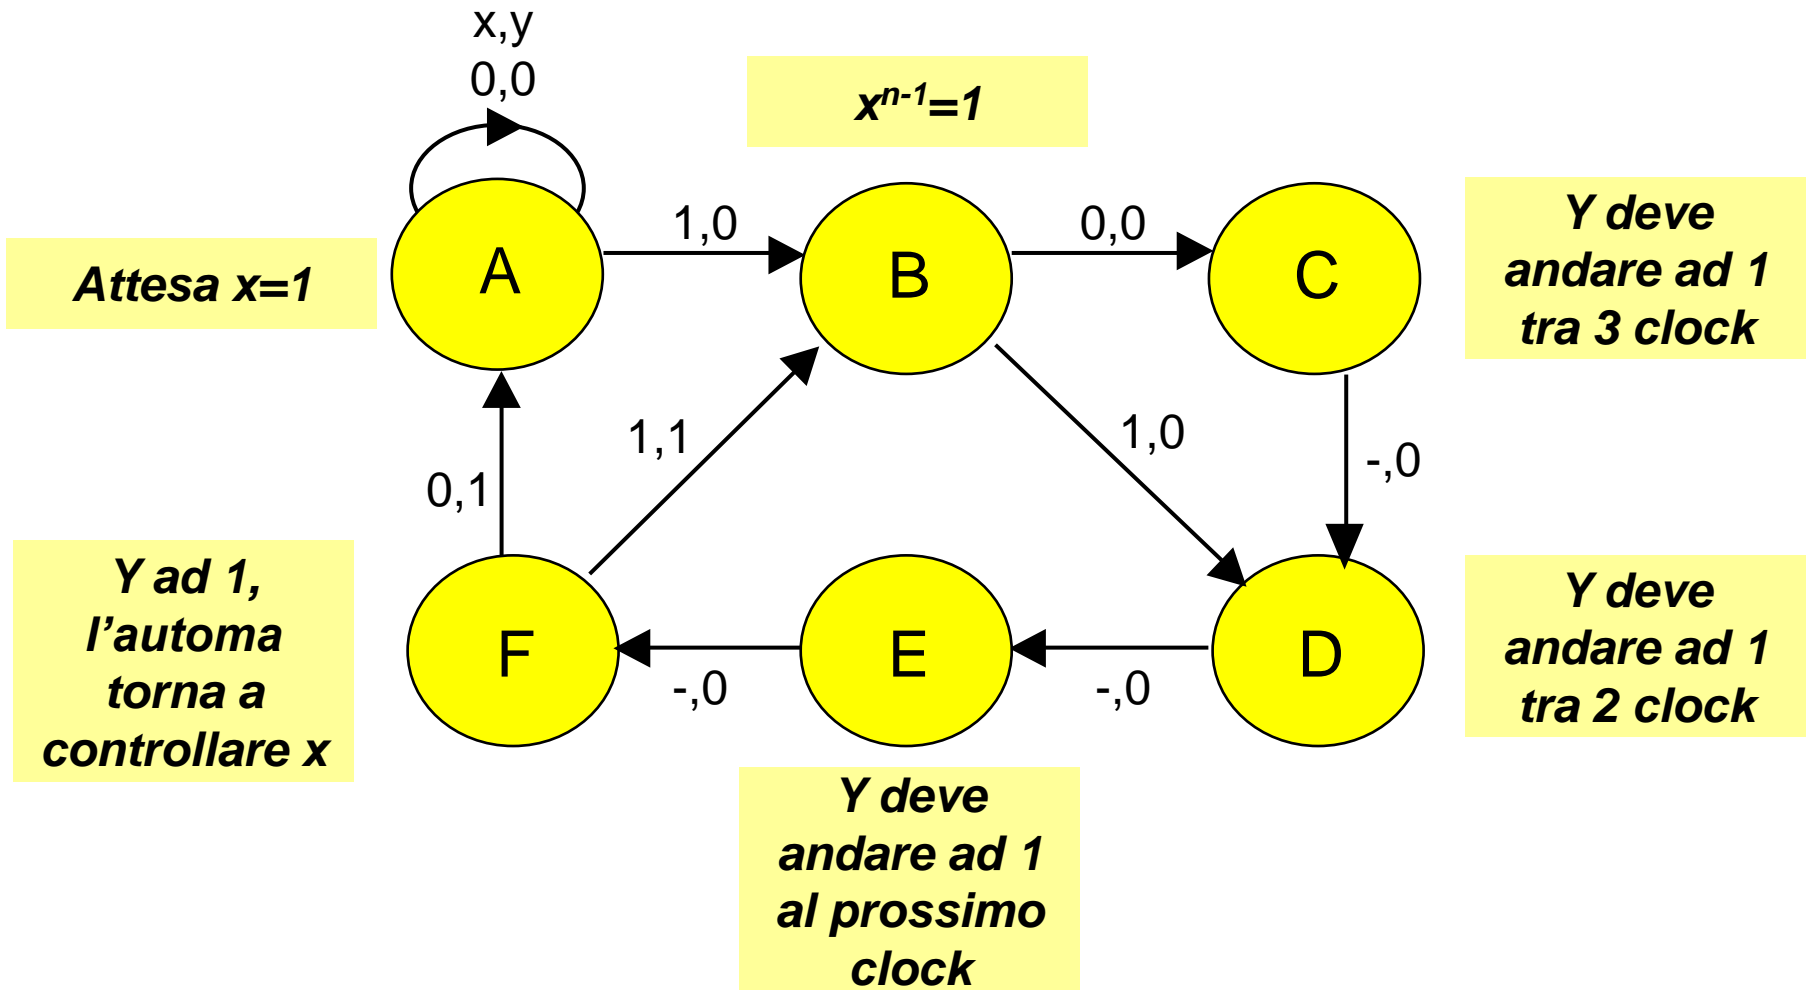 x,y
0,0
x^{n-1}=1
Attesa x=1
A
1,0
B
0,0
C
Y deve
andare ad 1
tra 3 clock
0,1
1,1
1,0
-,0
Y ad 1,
l’automa
torna a
controllare x
F
-,0
E
-,0
D
Y deve
andare ad 1
tra 2 clock
Y deve
andare ad 1
al prossimo
clock